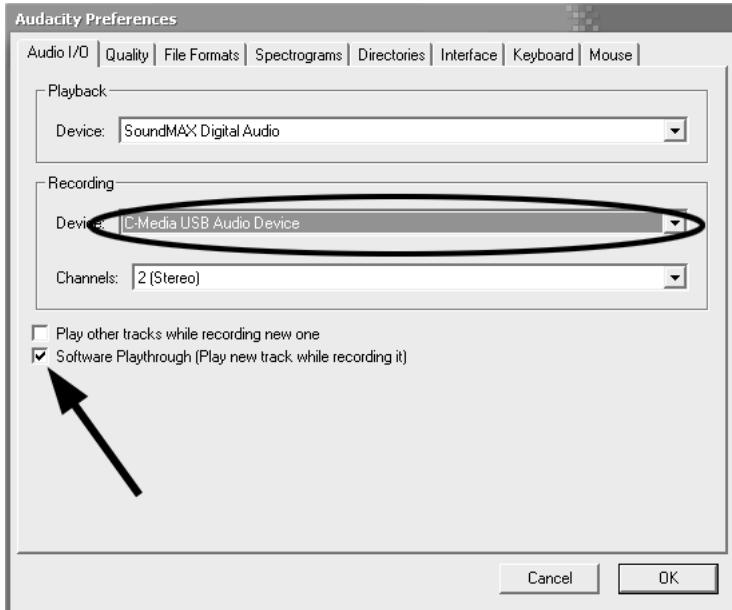 Audacity Preferences
Audio I/O Quality File Formats Spectrograms Directories Interface Keyboard Mouse
Playback
Device: SoundMAX Digital Audio
Recording
Device: C-Media USB Audio Device
Channels: 2 (Stereo)
Play other tracks while recording new one
Software Playthrough (Play new track while recording it)
Cancel OK